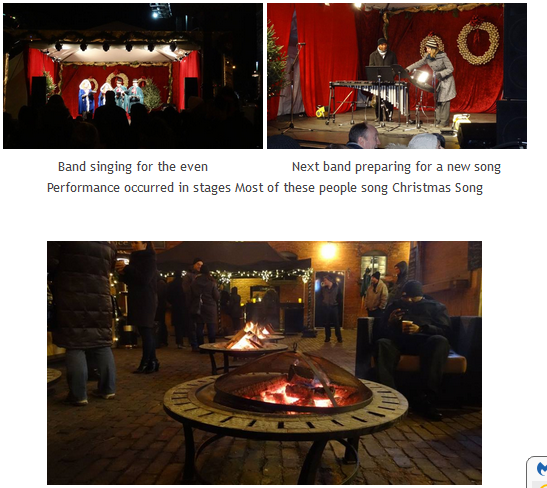 Band singing for the even
Next band preparing for a new song
Performance occurred in stages Most of these people song Christmas Song